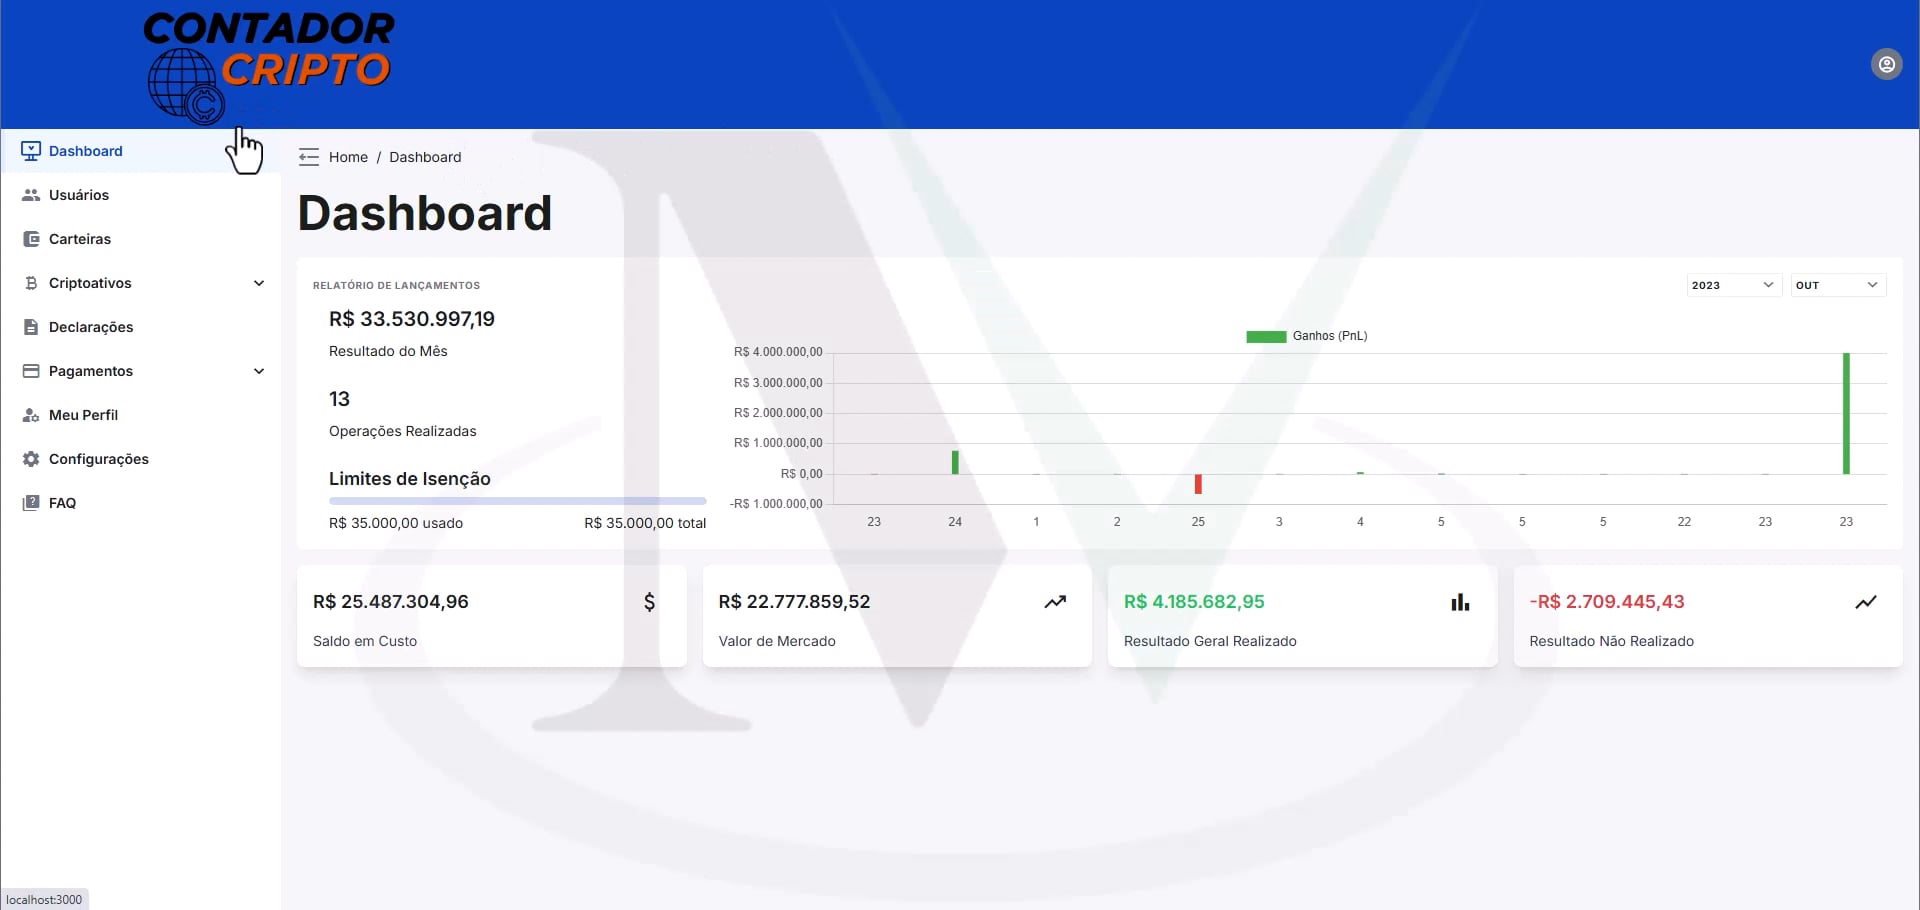 CONTADOR
CRIPTO
Dashboard
Usuários
Carteiras
Criptoativos
Declarações
Pagamentos
Meu Perfil
Configurações
FAQ
Home / Dashboard
Dashboard
RELATÓRIO DE LANÇAMENTOS
2023
OUT
R$ 33.530.997,19
Resultado do Mês
13
Operações Realizadas
Limites de Isenção
R$ 35.000,00 usado
R$ 35.000,00 total
Ganhos (PnL)
R$ 4.000.000,00
R$ 3.000.000,00
R$ 2.000.000,00
R$ 1.000.000,00
R$ 0,00
-R$ 1.000.000,00
23 24 1 2 25 3 4 5 5 5 22 23 23
R$ 25.487.304,96
Saldo em Custo
R$ 22.777.859,52
Valor de Mercado
R$ 4.185.682,95
Resultado Geral Realizado
-R$ 2.709.445,43
Resultado Não Realizado
localhost:3000